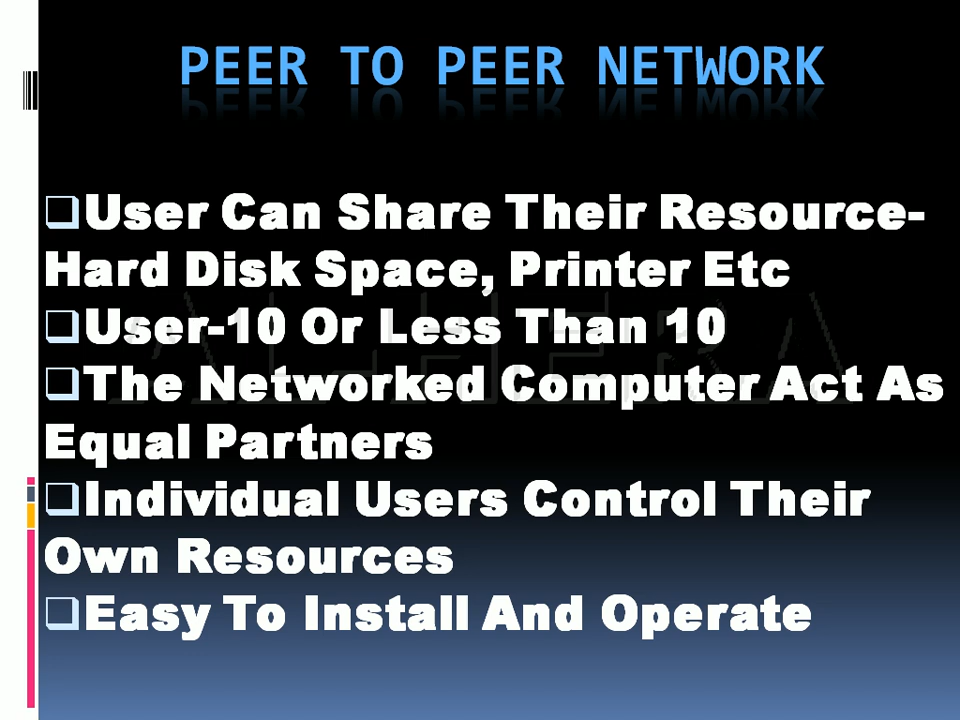 PEER TO PEER NETWORK
User Can Share Their Resource-
Hard Disk Space, Printer Etc
User-10 Or Less Than 10
The Networked Computer Act As
Equal Partners
Individual Users Control Their
Own Resources
Easy To Install And Operate